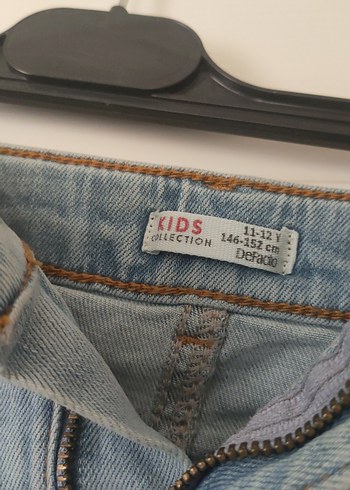 KIDS
COLLECTION
11-12 Y
146-152 cm
DeFacto